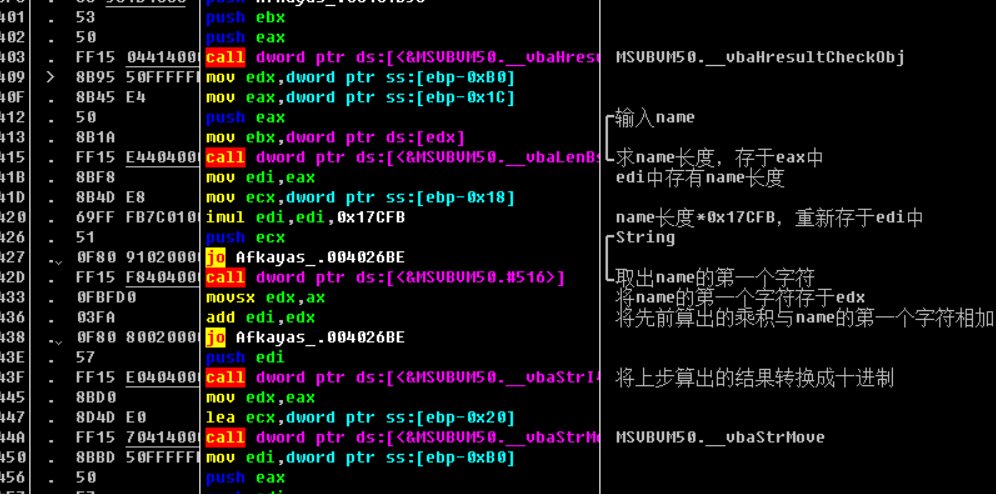 401 . 53 push ebx
402 . 50 push eax
403 . FF15 04414000 call dword ptr ds:[<&MSVBVM50.__vbaHresu MSVBVM50.__vbaHresultCheckObj
409 > 8B95 50FFFFF mov edx,dword ptr ss:[ebp-0xB0]
40F . 8B45 E4 mov eax,dword ptr ss:[ebp-0x1C]
412 . 50 push eax 输入name
413 . 8B1A mov ebx,dword ptr ds:[edx]
415 . FF15 E4404000 call dword ptr ds:[<&MSVBVM50.__vbaLenBs 求name长度，存于eax中
41B . 8BF8 mov edi,eax edi中存有name长度
41D . 8B4D E8 mov ecx,dword ptr ss:[ebp-0x18]
420 . 69FF FB7C0100 imul edi,edi,0x17CFB name长度*0x17CFB，重新存于edi中
426 . 51 push ecx String
427 . 0F80 91020000 jo Afkayas_.004026BE
42D . FF15 F8404000 call dword ptr ds:[<&MSVBVM50.#516>] 取出name的第一个字符
433 . 0FBFD0 movsx edx,ax 将name的第一个字符存于edx
436 . 03FA add edi,edx 将先前算出的乘积与name的第一个字符相加
438 . 0F80 80020000 jo Afkayas_.004026BE
43E . 57 push edi
43F . FF15 E0404000 call dword ptr ds:[<&MSVBVM50.__vbaStrI4 将上步算出的结果转换成十进制
445 . 8BD0 mov edx,eax
447 . 8D4D E0 lea ecx,dword ptr ss:[ebp-0x20]
44A . FF15 70414000 call dword ptr ds:[<&MSVBVM50.__vbaStrMo MSVBVM50.__vbaStrMove
450 . 8BBD 50FFFFF mov edi,dword ptr ss:[ebp-0xB0]
456 . 50 push eax